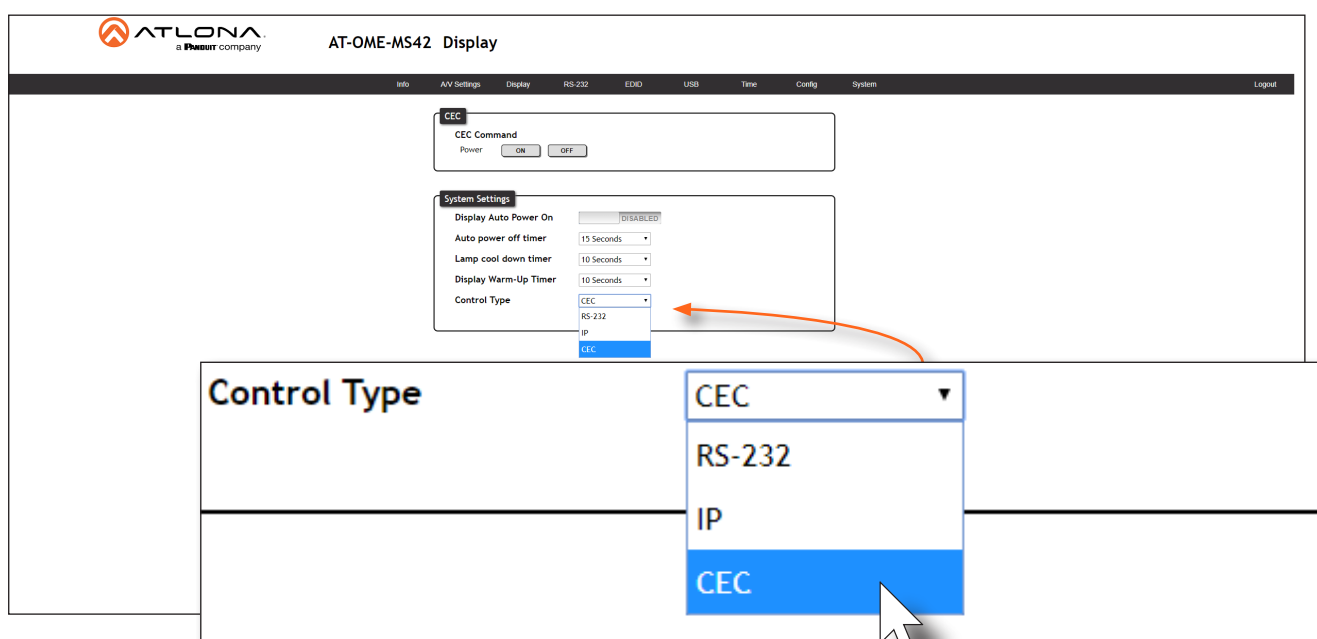 ATLONA.
a PANDUIT company
AT-OME-MS42 Display
Info A/V Settings Display RS-232 EDID USB Time Config System Logout
CEC
CEC Command
Power ON OFF
System Settings
Display Auto Power On DISABLED
Auto power off timer 15 Seconds
Lamp cool down timer 10 Seconds
Display Warm-Up Timer 10 Seconds
Control Type CEC
RS-232
IP
CEC
Control Type CEC
RS-232
IP
CEC